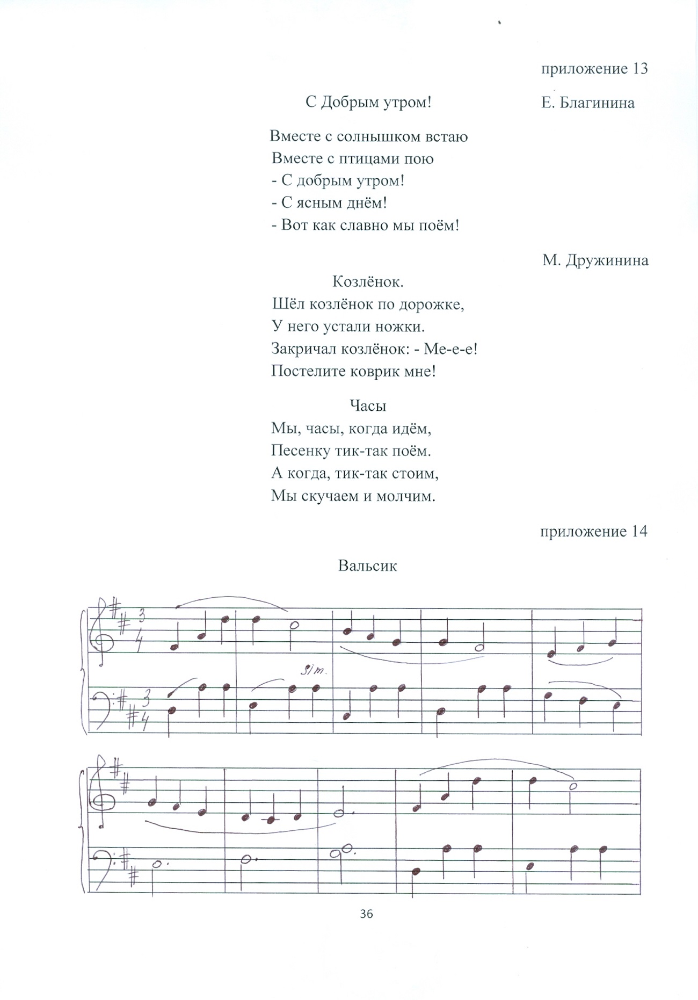 приложение 13
С Добрым утром! Е. Благинина
Вместе с солнышком встаю
Вместе с птицами пою
- С добрым утром!
- С ясным днём!
- Вот как славно мы поём!
М. Дружинина
Козлёнок.
Шёл козлёнок по дорожке,
У него устали ножки.
Закричал козлёнок: - Ме-е-е!
Постелите коврик мне!
Часы
Мы, часы, когда идём,
Песенку тик-так поём.
А когда, тик-так стоим,
Мы скучаем и молчим.
приложение 14
Вальсик
3
4
sim.
3
4
36